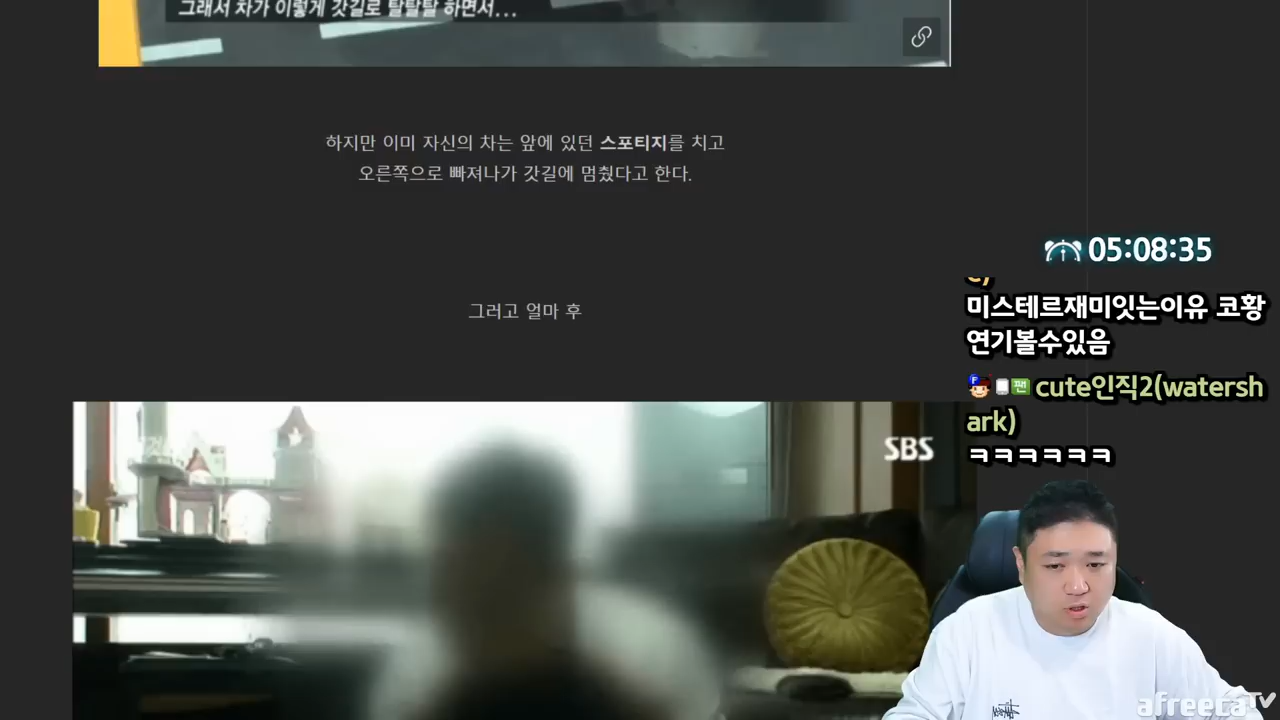 그래서 차가 이렇게 갓길로 탈탈탈 하면서...
하지만 이미 자신의 차는 앞에 있던 스포티지를 치고
오른쪽으로 빠져나가 갓길에 멈췄다고 한다.
그러고 얼마 후
05:08:35
미스테르재미잇는이유 코황
연기볼수있음
cute인직2(watersh
ark)
ㅋㅋㅋㅋㅋㅋ
SBS
afreecaTV